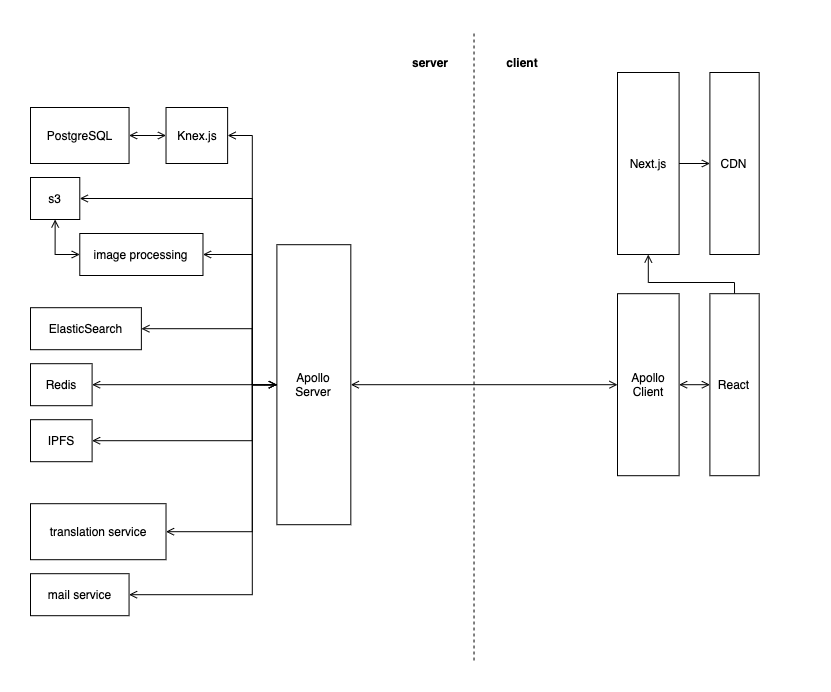 server
client
PostgreSQL
Knex.js
Next.js
CDN
s3
image processing
ElasticSearch
Redis
Apollo
Server
Apollo
Client
React
IPFS
translation service
mail service